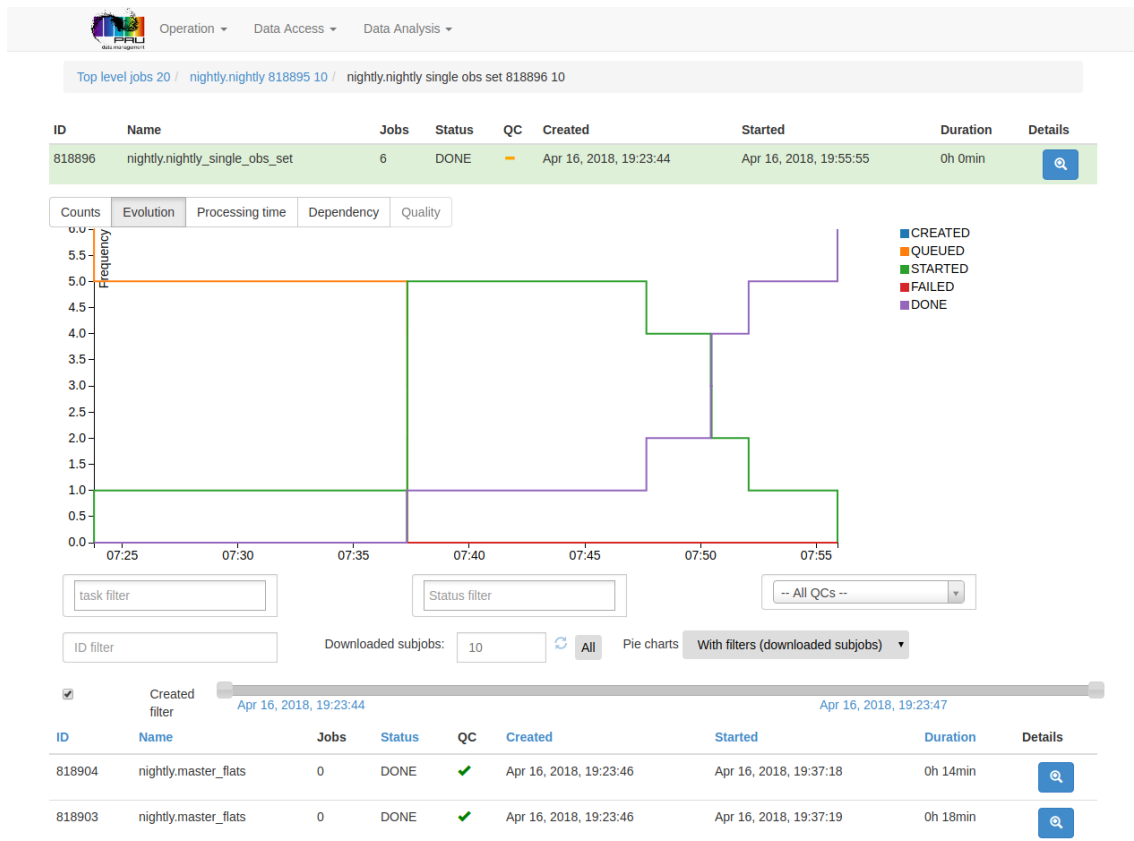 PAU
data management
Operation Data Access Data Analysis
Top level jobs 20 / nightly.nightly 818895 10 / nightly.nightly single obs set 818896 10
ID Name Jobs Status QC Created Started Duration Details
818896 nightly.nightly_single_obs_set 6 DONE Apr 16, 2018, 19:23:44 Apr 16, 2018, 19:55:55 0h 0min
Counts Evolution Processing time Dependency Quality
Frequency
6.0
5.5
5.0
4.5
4.0
3.5
3.0
2.5
2.0
1.5
1.0
0.5
0.0
07:25 07:30 07:35 07:40 07:45 07:50 07:55
CREATED
QUEUED
STARTED
FAILED
DONE
task filter Status filter -- All QCs --
ID filter Downloaded subjobs: 10 All Pie charts With filters (downloaded subjobs)
Created
filter
Apr 16, 2018, 19:23:44 Apr 16, 2018, 19:23:47
ID Name Jobs Status QC Created Started Duration Details
818904 nightly.master_flats 0 DONE Apr 16, 2018, 19:23:46 Apr 16, 2018, 19:37:18 0h 14min
818903 nightly.master_flats 0 DONE Apr 16, 2018, 19:23:46 Apr 16, 2018, 19:37:19 0h 18min